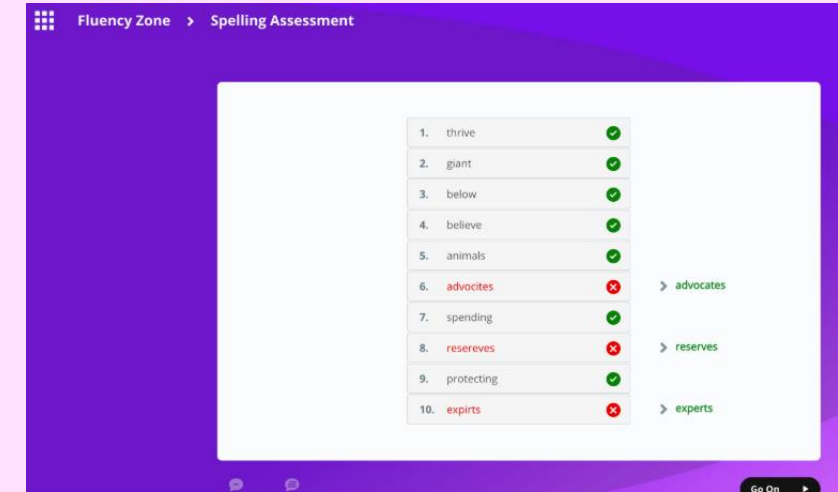 Fluency Zone > Spelling Assessment
1. thrive
2. giant
3. below
4. believe
5. animals
6. advocites > advocates
7. spending
8. resereves > reserves
9. protecting
10. expirts > experts
Go On